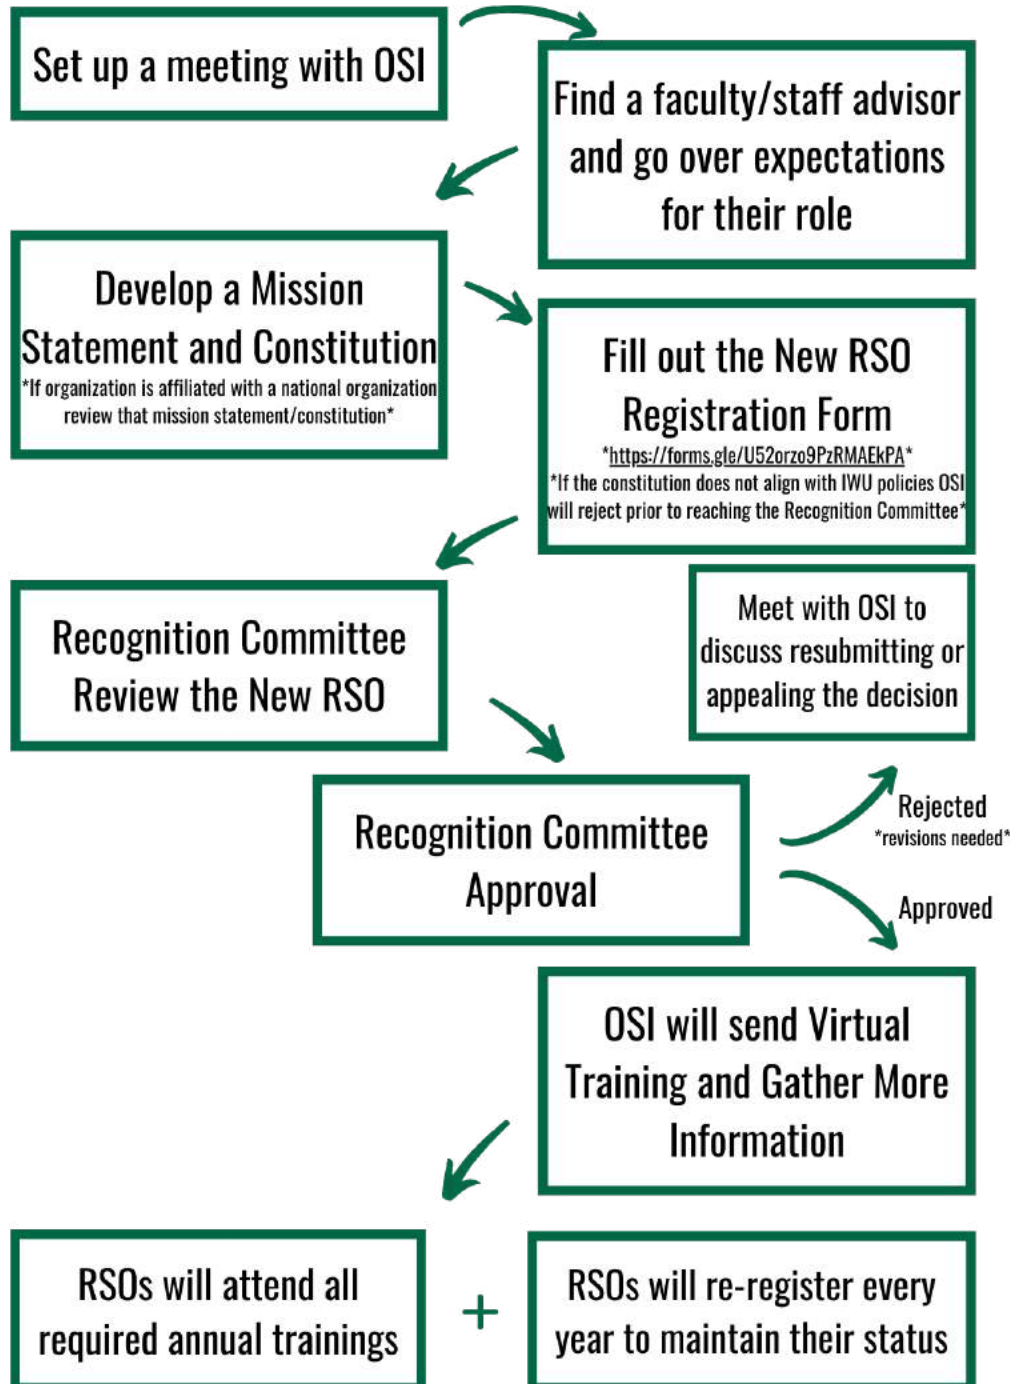 Set up a meeting with OSI
Find a faculty/staff advisor
and go over expectations
for their role
Develop a Mission
Statement and Constitution
*If organization is affiliated with a national organization
review that mission statement/constitution*
Fill out the New RSO
Registration Form
*https://forms.gle/U52orzo9PzRMAEkPA*
*If the constitution does not align with IWU policies OSI
will reject prior to reaching the Recognition Committee*
Recognition Committee
Review the New RSO
Meet with OSI to
discuss resubmitting or
appealing the decision
Recognition Committee
Approval
Rejected
*revisions needed*
Approved
OSI will send Virtual
Training and Gather More
Information
RSOs will attend all
required annual trainings
+
RSOs will re-register every
year to maintain their status